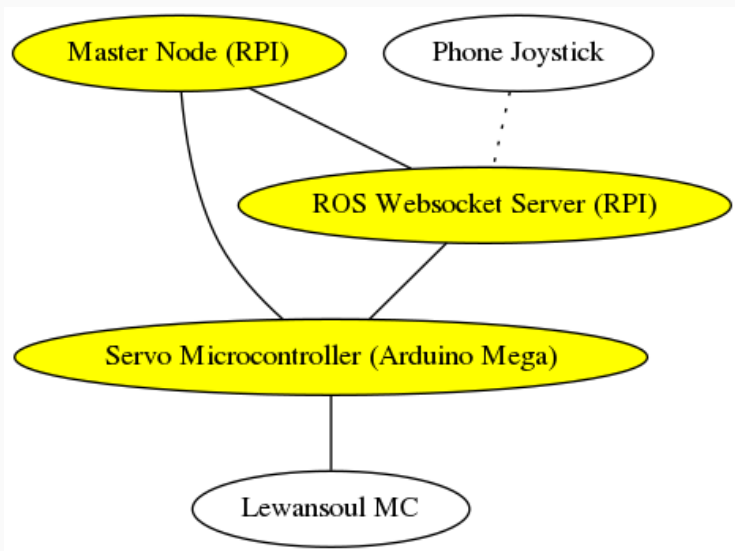 Master Node (RPI)
Phone Joystick
ROS Websocket Server (RPI)
Servo Microcontroller (Arduino Mega)
Lewansoul MC